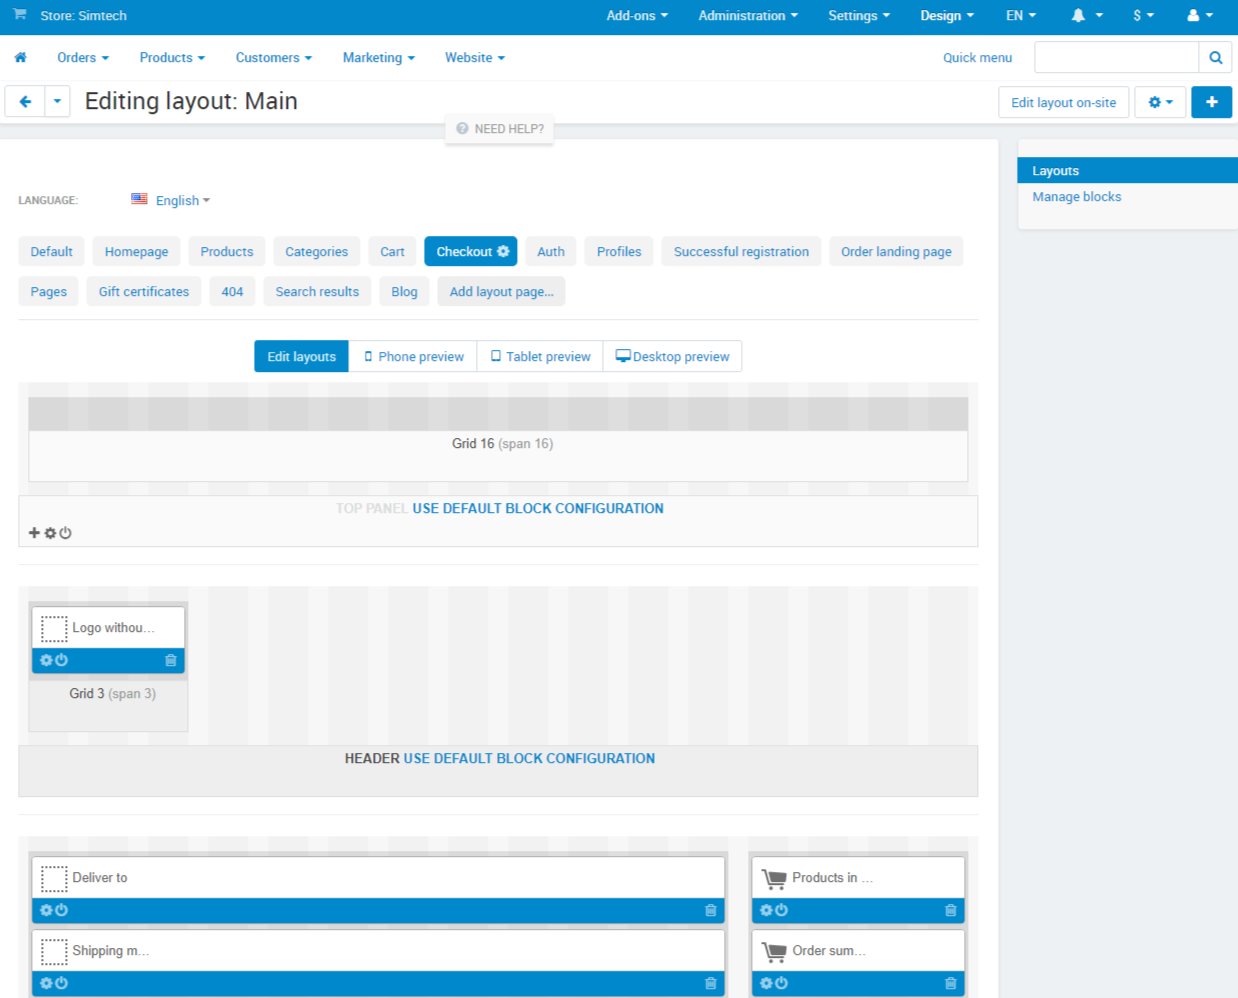 Store: Simtech Add-ons Administration Settings Design EN $
Orders Products Customers Marketing Website Quick menu
Editing layout: Main Edit layout on-site
NEED HELP?
Layouts
Manage blocks
LANGUAGE: English
Default Homepage Products Categories Cart Checkout Auth Profiles Successful registration Order landing page
Pages Gift certificates 404 Search results Blog Add layout page...
Edit layouts Phone preview Tablet preview Desktop preview
Grid 16 (span 16)
TOP PANEL USE DEFAULT BLOCK CONFIGURATION
Logo withou...
Grid 3 (span 3)
HEADER USE DEFAULT BLOCK CONFIGURATION
Deliver to Products in ...
Shipping m... Order sum...